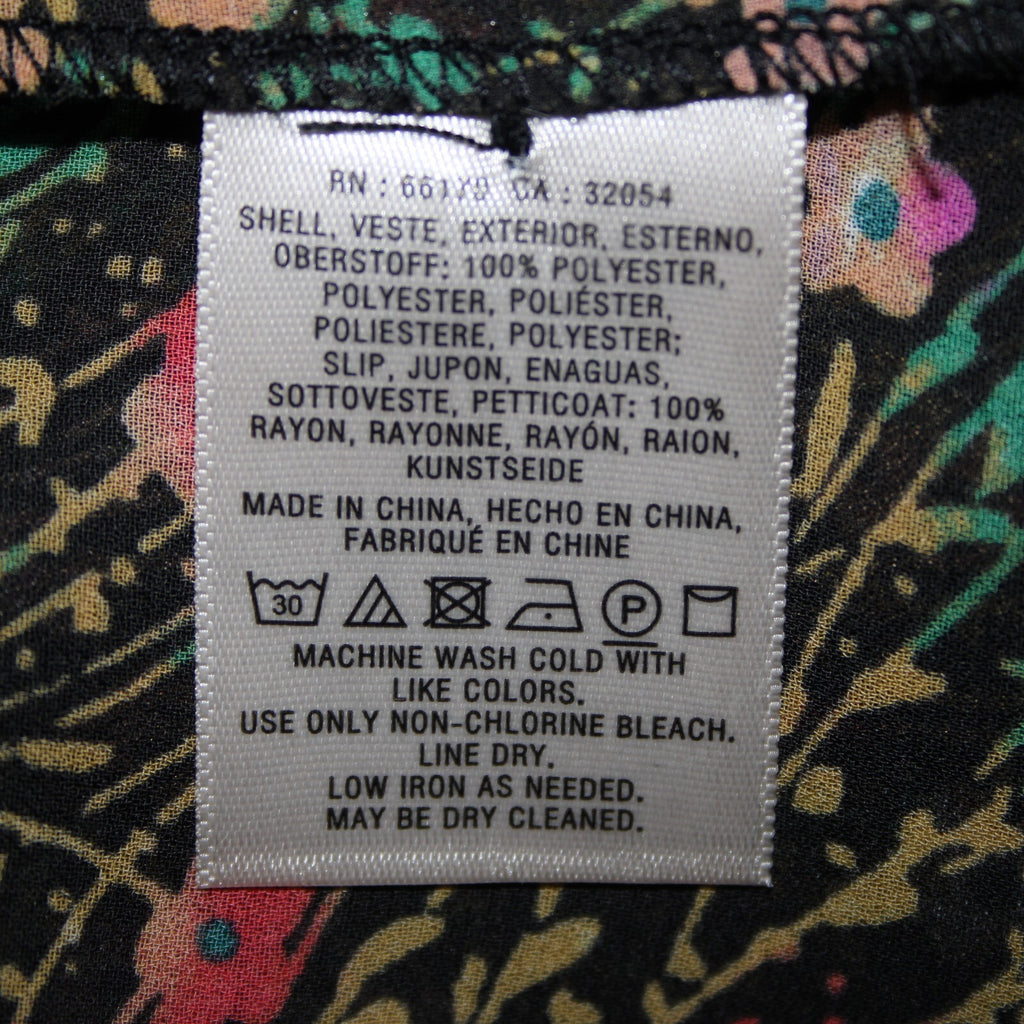 RN : 66170 CA : 32054
SHELL, VESTE, EXTERIOR, ESTERNO,
OBERSTOFF: 100% POLYESTER,
POLYESTER, POLIÉSTER,
POLIESTERE, POLYESTER;
SLIP, JUPON, ENAGUAS,
SOTTOVESTE, PETTICOAT: 100%
RAYON, RAYONNE, RAYÓN, RAION,
KUNSTSEIDE
MADE IN CHINA, HECHO EN CHINA,
FABRIQUÉ EN CHINE
30 P
MACHINE WASH COLD WITH
LIKE COLORS.
USE ONLY NON-CHLORINE BLEACH.
LINE DRY.
LOW IRON AS NEEDED.
MAY BE DRY CLEANED.